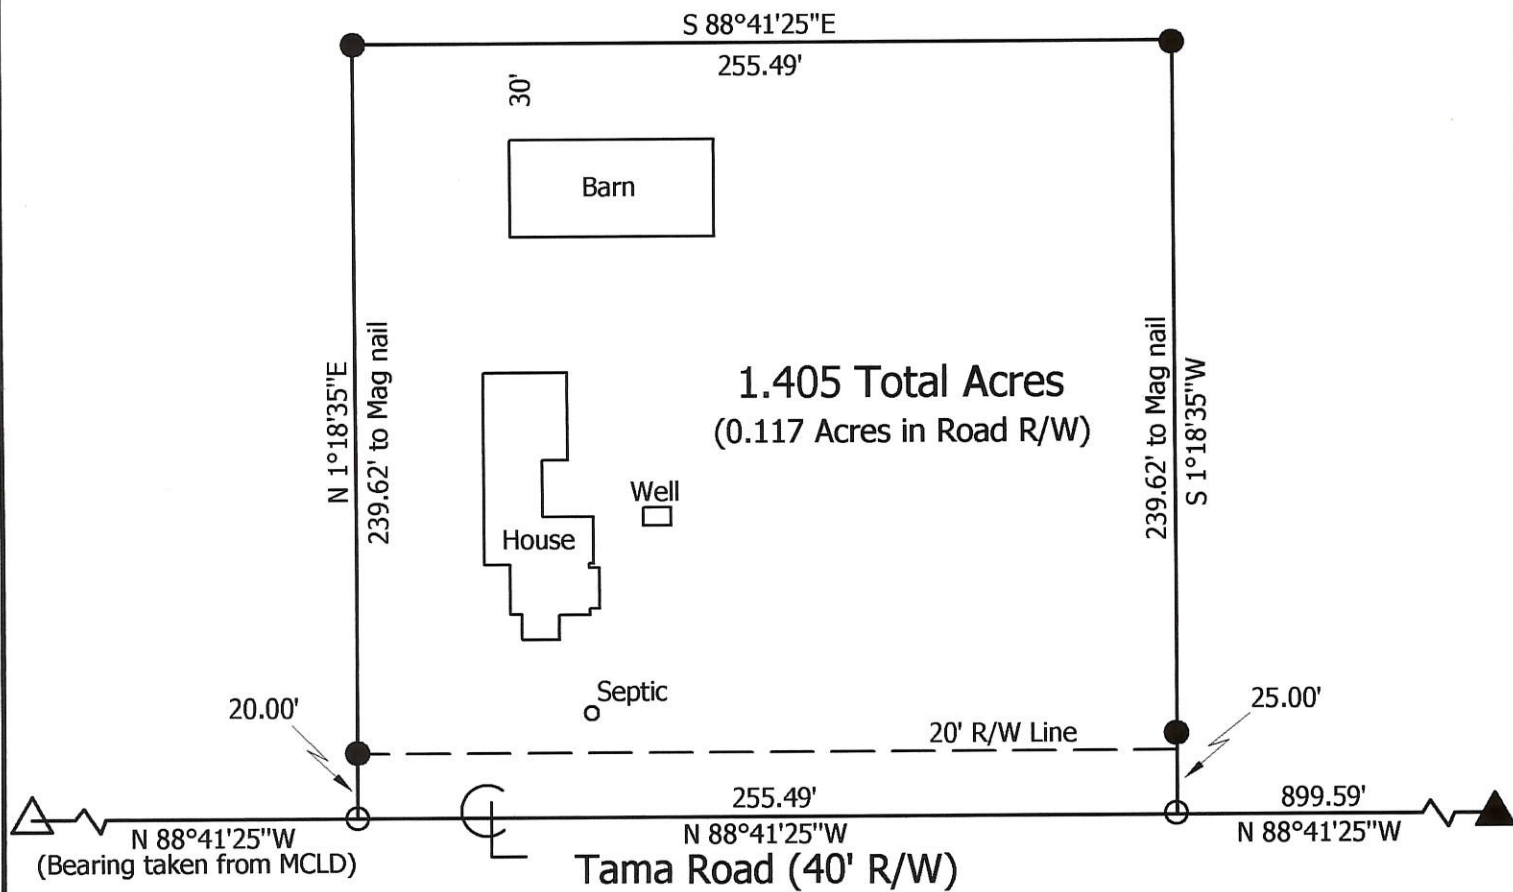 S 88°41'25"E
255.49'
30'
Barn
N 1°18'35"E
239.62' to Mag nail
1.405 Total Acres
(0.117 Acres in Road R/W)
239.62' to Mag nail
S 1°18'35"W
Well
House
Septic
20.00'
25.00'
20' R/W Line
255.49'
899.59'
N 88°41'25"W
N 88°41'25"W
N 88°41'25"W
(Bearing taken from MCLD)
Tama Road (40' R/W)